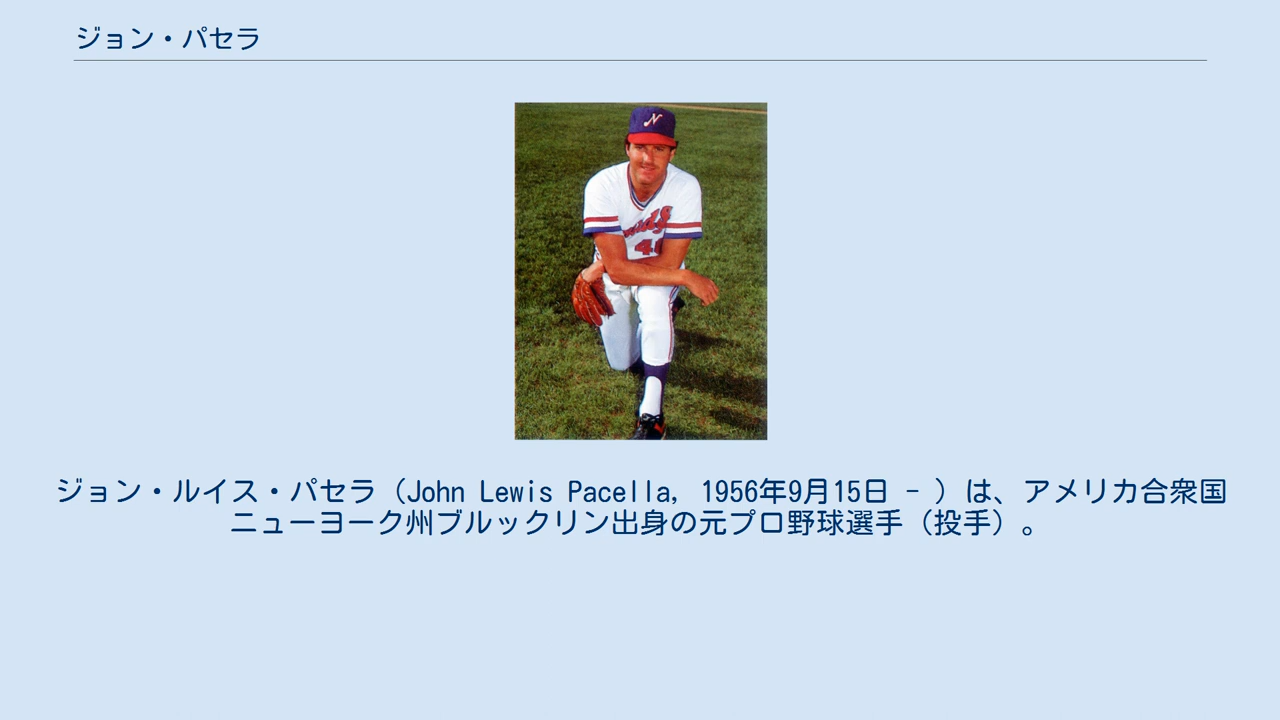 ジョン・パセラ
N
40
ジョン・ルイス・パセラ（John Lewis Pacella, 1956年9月15日 - ）は、アメリカ合衆国
ニューヨーク州ブルックリン出身の元プロ野球選手（投手）。